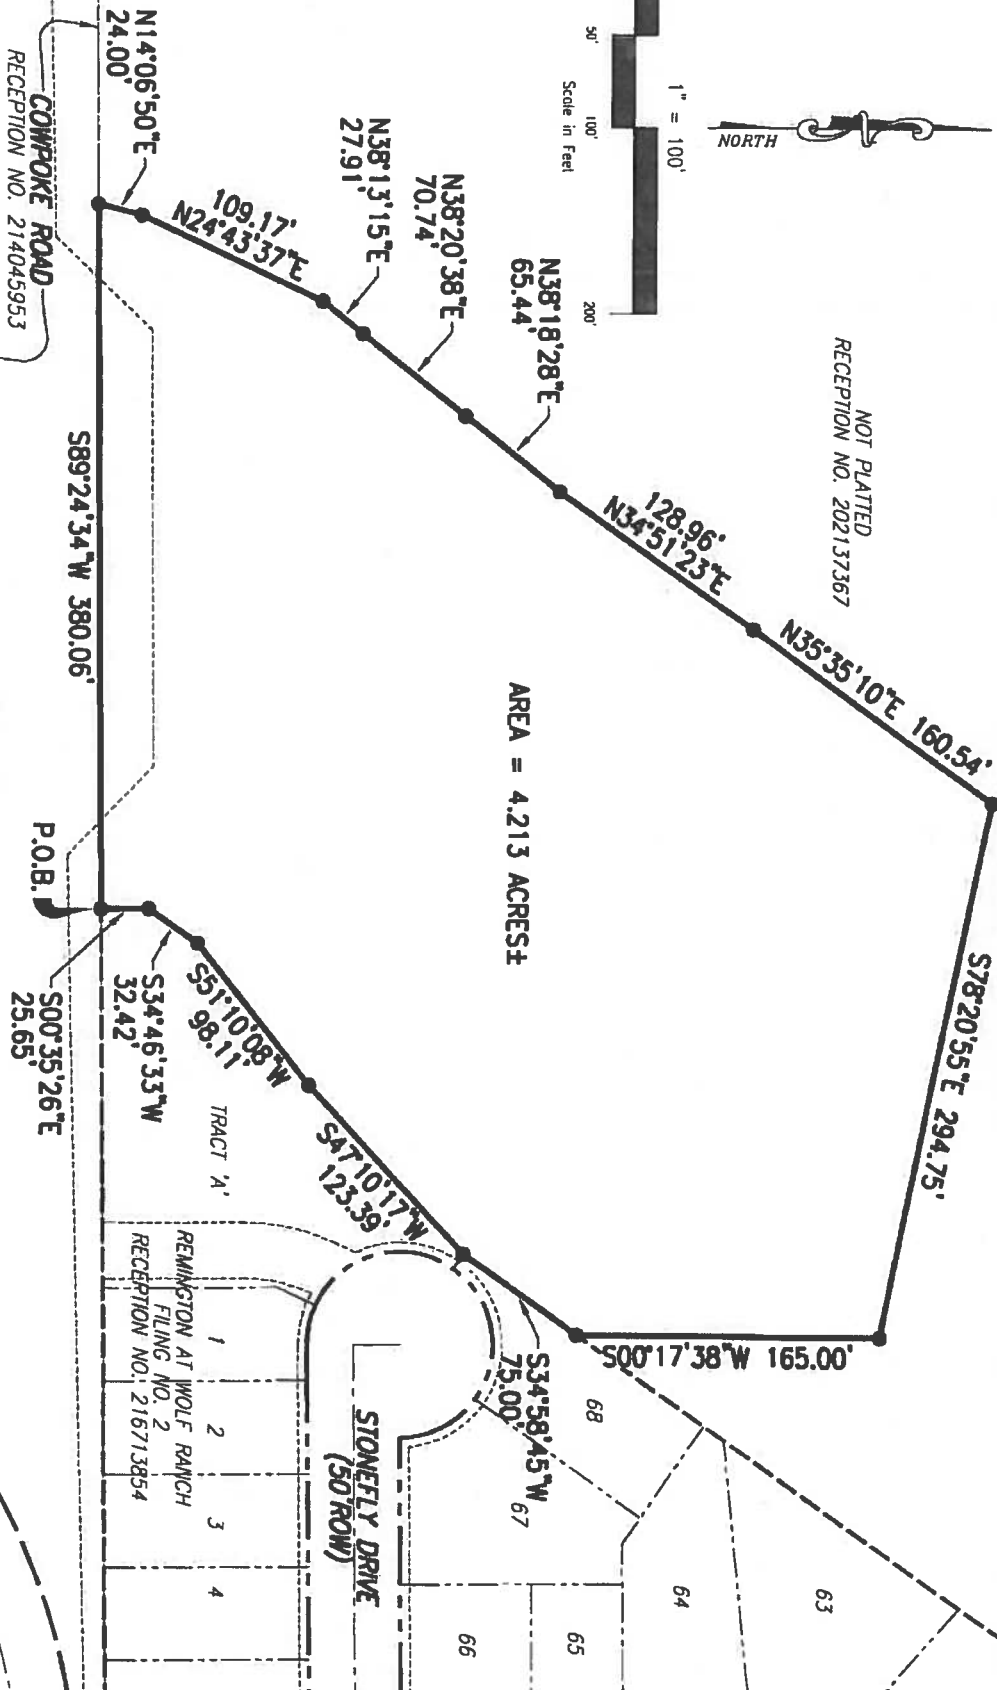 1" = 100'
50'
100'
200'
Scale in Feet
NORTH
NOT PLATTED
RECEPTION NO. 202137367
N35°35'10"E 160.54'
128.96'
N34°51'23"E
N38°18'28"E
65.44'
N38°20'38"E
70.74'
N38°13'15"E
27.91'
109.17'
N24°43'37"E
N14°06'50"E
24.00'
COWPOKE ROAD
RECEPTION NO. 214045953
S89°24'34"W 380.06'
AREA = 4.213 ACRES±
S78°20'55"E 294.75'
S00°17'38"W 165.00'
S34°58'45"W
75.00'
S47°10'17"W
123.39'
S51°10'08"W
98.11'
S34°46'33"W
32.42'
S00°35'26"E
25.65'
P.O.B.
TRACT 'A'
REMINGTON AT WOLF RANCH
FILING NO. 2
RECEPTION NO. 216713854
STONEFLY DRIVE
(50'ROW)
1
2
3
4
63
64
65
66
67
68